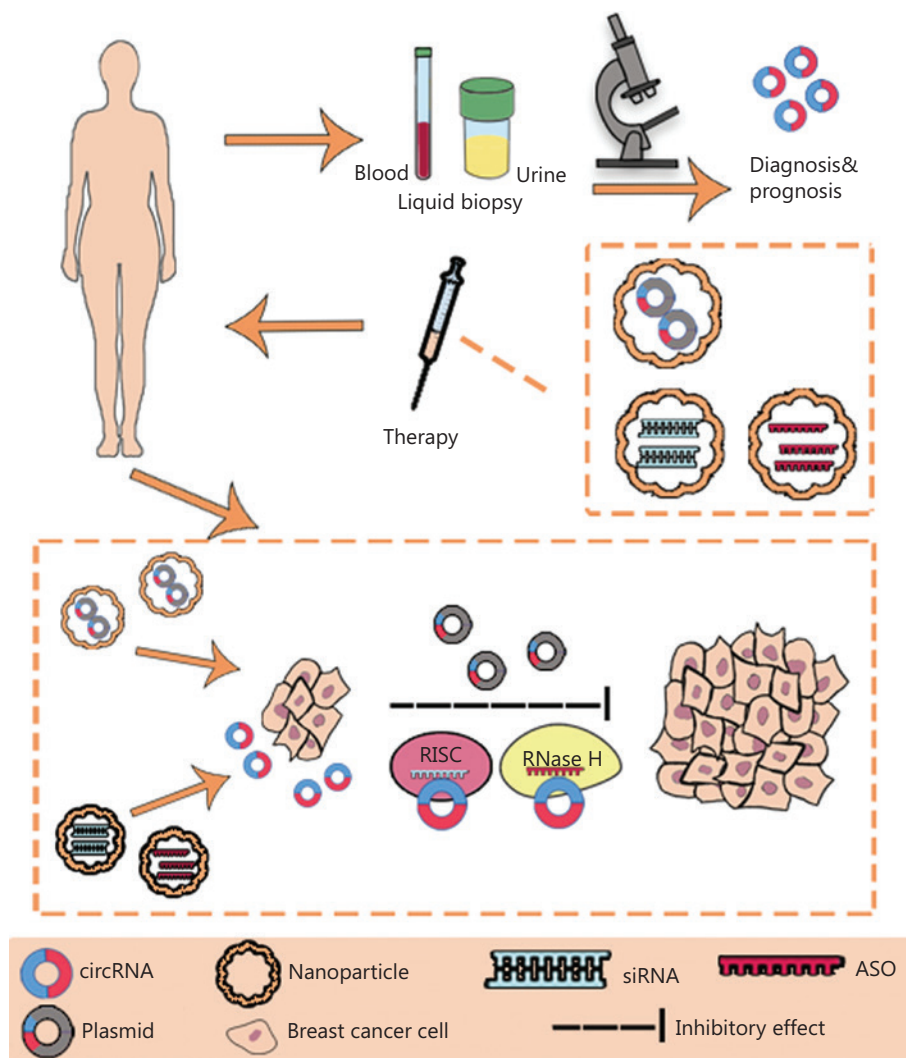 Blood
Urine
Liquid biopsy
Diagnosis&
prognosis
Therapy
RISC
RNase H
circRNA
Nanoparticle
siRNA
ASO
Plasmid
Breast cancer cell
Inhibitory effect